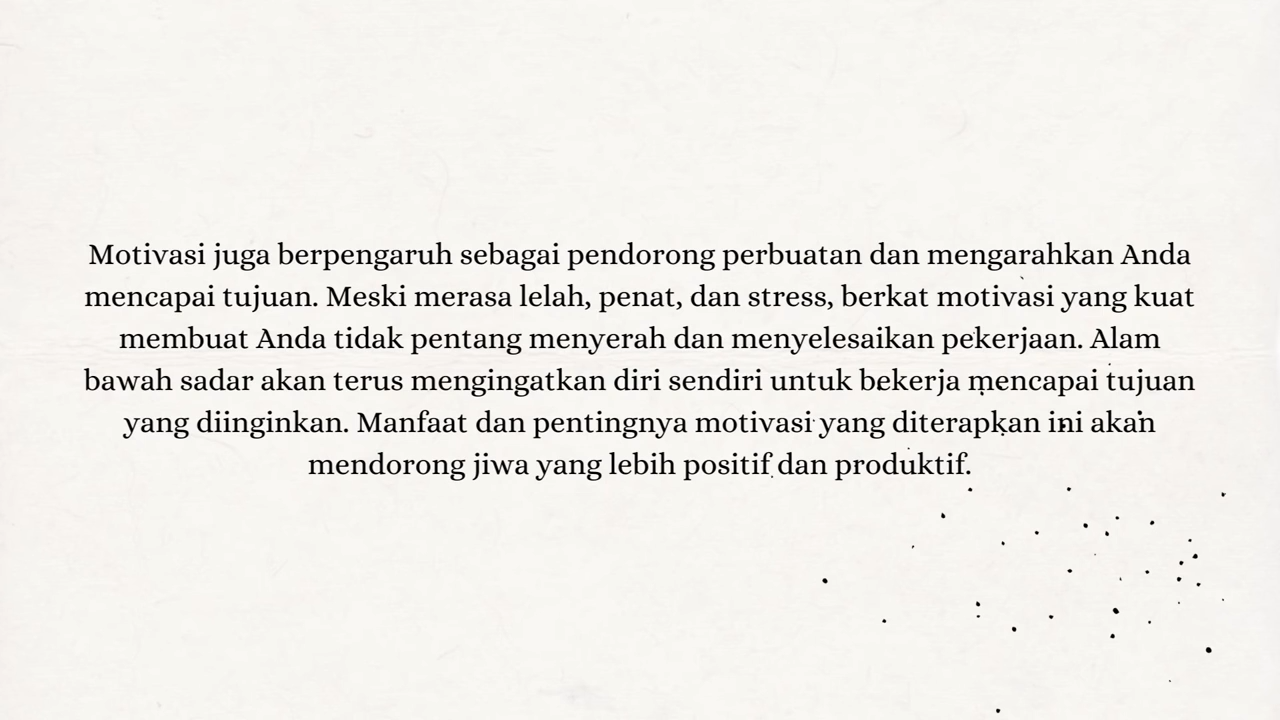 Motivasi juga berpengaruh sebagai pendorong perbuatan dan mengarahkan Anda
mencapai tujuan. Meski merasa lelah, penat, dan stress, berkat motivasi yang kuat
membuat Anda tidak pentang menyerah dan menyelesaikan pekerjaan. Alam
bawah sadar akan terus mengingatkan diri sendiri untuk bekerja mencapai tujuan
yang diinginkan. Manfaat dan pentingnya motivasi yang diterapkan ini akan
mendorong jiwa yang lebih positif dan produktif.